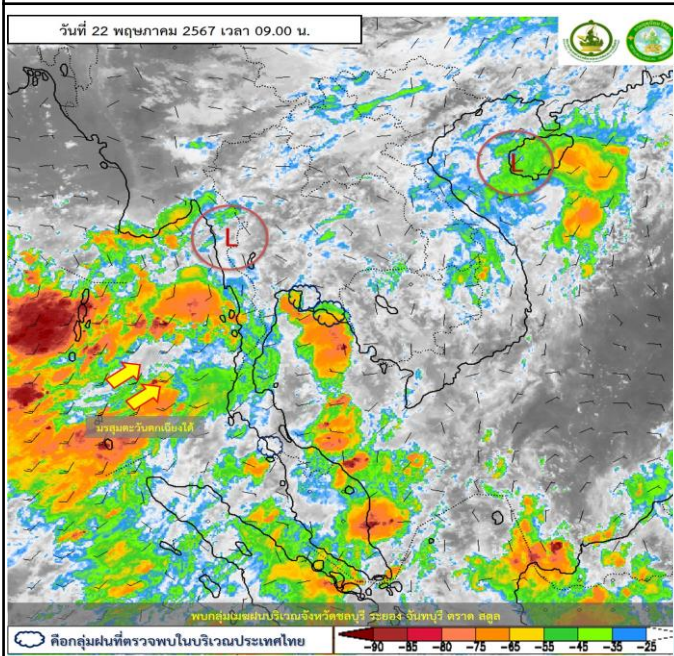 วันที่ 22 พฤษภาคม 2567 เวลา 09.00 น.
L
L
มรสุมตะวันตกเฉียงใต้
พบกลุ่มเมฆฝนบริเวณจังหวัดชลบุรี ระยอง จันทบุรี ตราด สตูล
คือกลุ่มฝนที่ตรวจพบในบริเวณประเทศไทย
-90 -85 -80 -75 -65 -55 -45 -35 -25